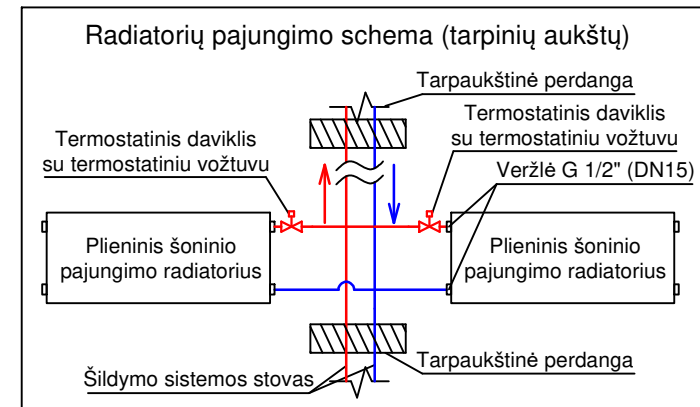 Radiatorių pajungimo schema (tarpinių aukštų)
Tarpaukštinė perdanga
Termostatinis daviklis
su termostatiniu vožtuvu
Termostatinis daviklis
su termostatiniu vožtuvu
Veržlė G 1/2" (DN15)
Plieninis šoninio
pajungimo radiatorius
Plieninis šoninio
pajungimo radiatorius
Tarpaukštinė perdanga
Šildymo sistemos stovas